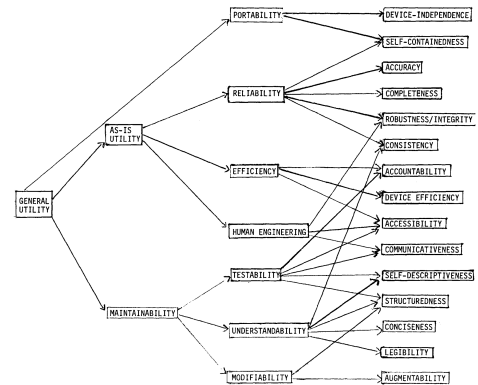 PORTABILITY
DEVICE-INDEPENDENCE
SELF-CONTAINEDNESS
ACCURACY
RELIABILITY
COMPLETENESS
ROBUSTNESS/INTEGRITY
AS-IS
UTILITY
CONSISTENCY
EFFICIENCY
ACCOUNTABILITY
DEVICE EFFICIENCY
GENERAL
UTILITY
ACCESSIBILITY
HUMAN ENGINEERING
COMMUNICATIVENESS
TESTABILITY
SELF-DESCRIPTIVENESS
STRUCTUREDNESS
MAINTAINABILITY
UNDERSTANDABILITY
CONCISENESS
LEGIBILITY
MODIFIABILITY
AUGMENTABILITY